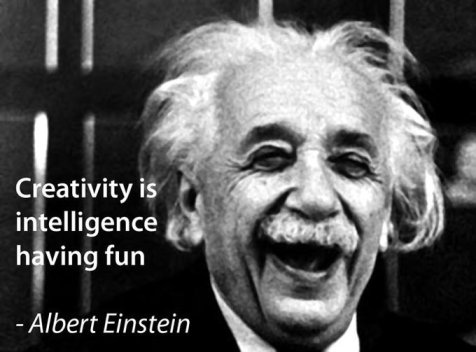 Creativity is
intelligence
having fun
- Albert Einstein